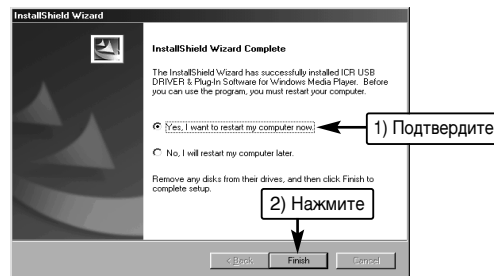 InstallShield Wizard
InstallShield Wizard Complete
The InstallShield Wizard has successfully installed ICR USB
DRIVER & Plug-In Software for Windows Media Player. Before
you can use the program, you must restart your computer.
Yes, I want to restart my computer now.
1) Подтвердите
No, I will restart my computer later.
Remove any disks from their drives, and then click Finish to
complete setup.
2) Нажмите
< Back
Finish
Cancel